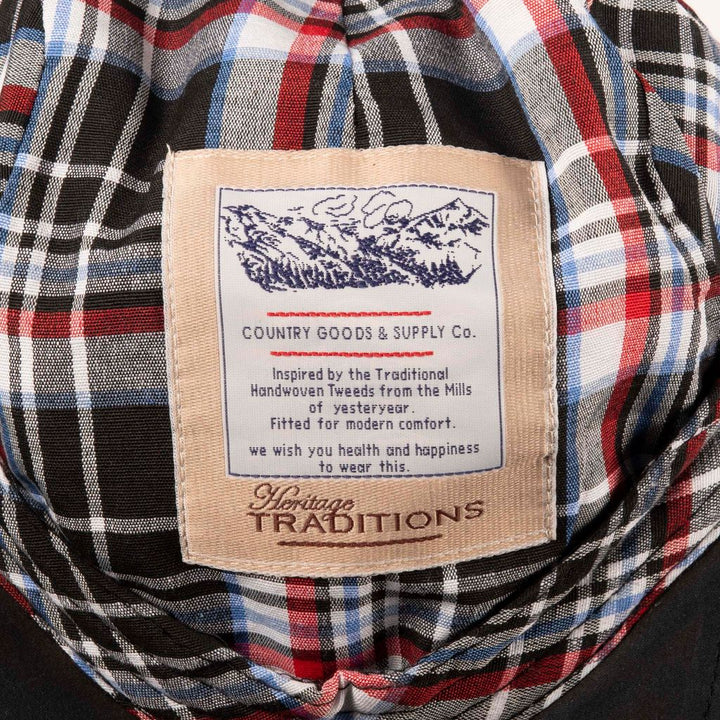 COUNTRY GOODS & SUPPLY Co.
Inspired by the Traditional
Handwoven Tweeds from the Mills
of yesteryear.
Fitted for modern comfort.
we wish you health and happiness
to wear this.
Heritage
TRADITIONS